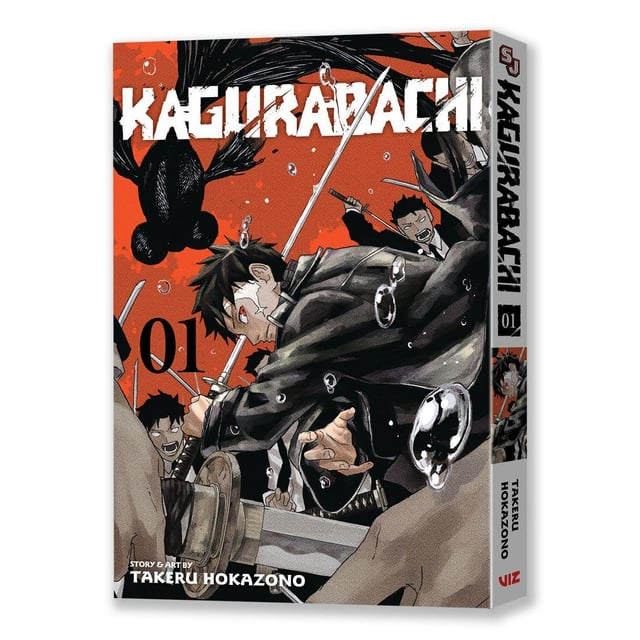 KAGURABACHI
01
STORY & ART BY
TAKERU HOKAZONO
SJ
KAGURABACHI
01
TAKERU
HOKAZONO
VIZ